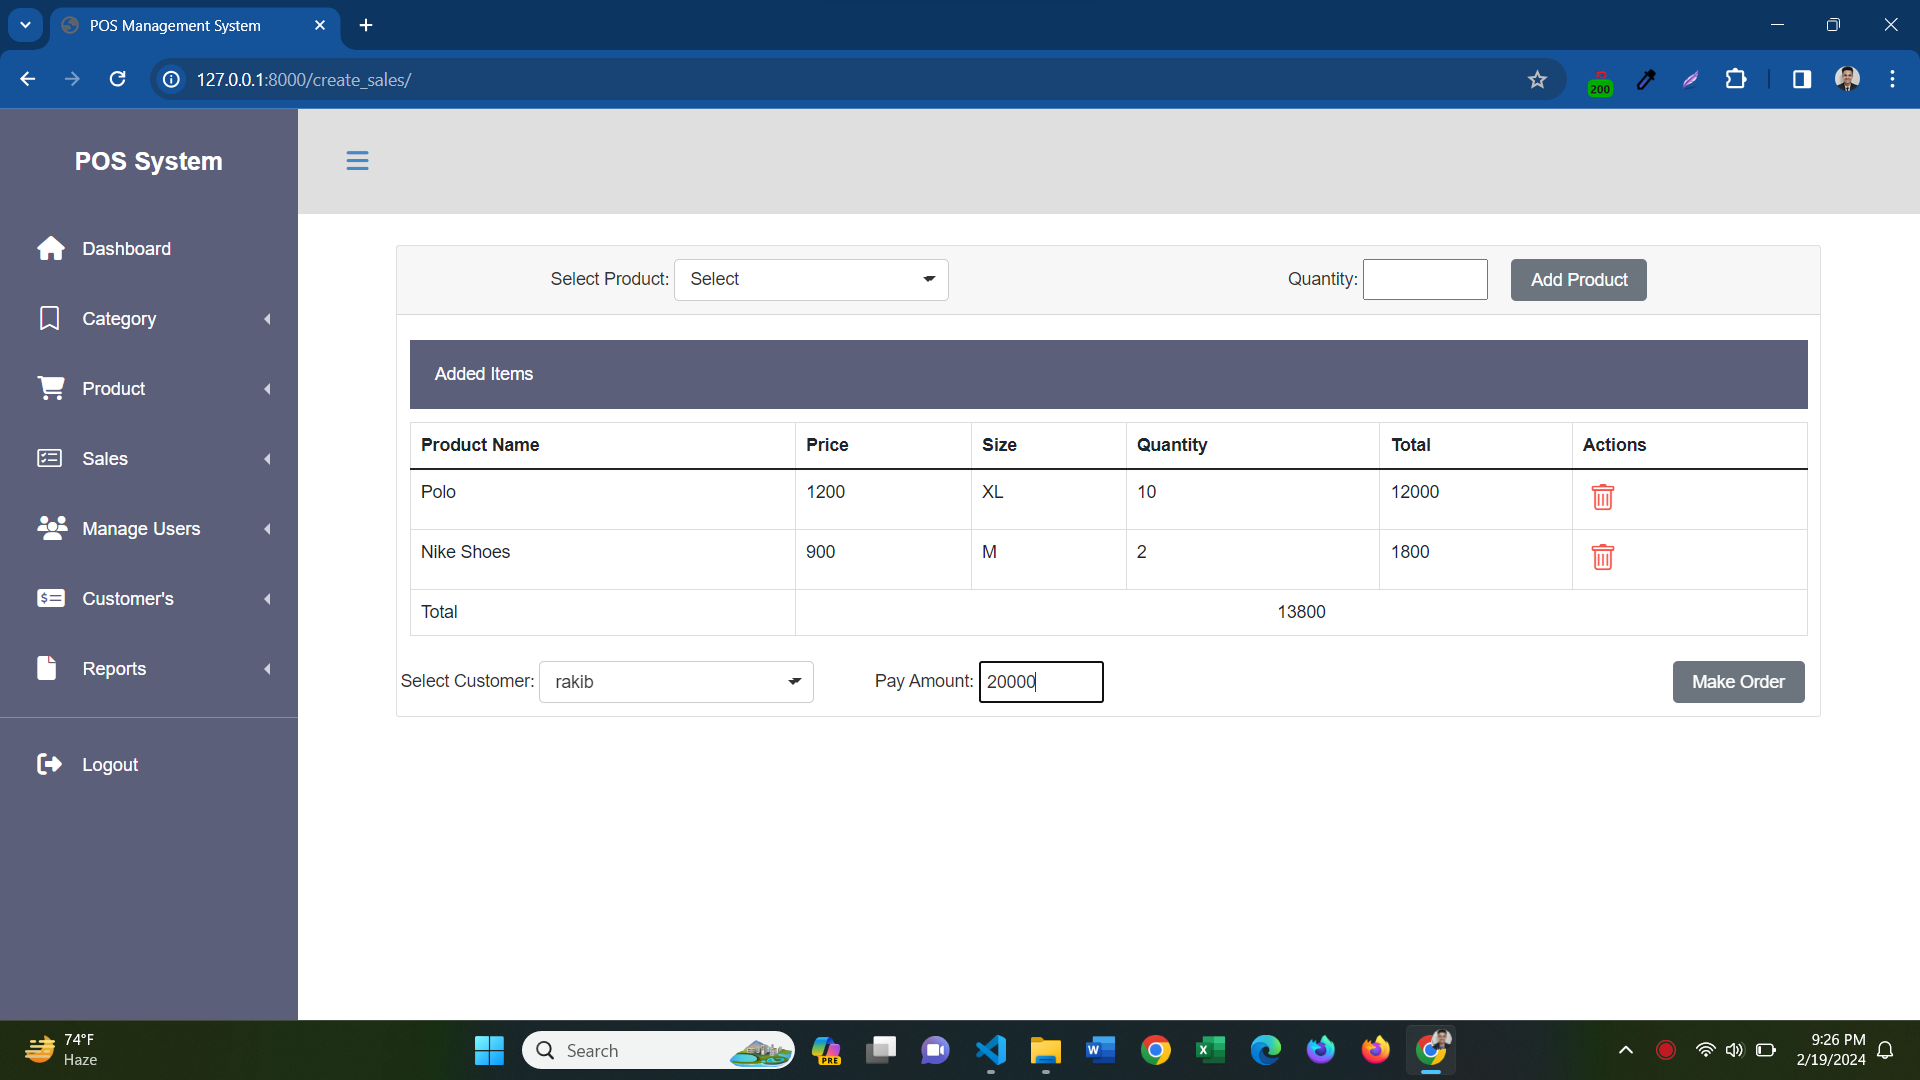 POS Management System
127.0.0.1:8000/create_sales/
200
POS System
Dashboard
Category
Product
Sales
Manage Users
Customer's
Reports
Logout
Select Product: Select Quantity: Add Product
Added Items
Product Name Price Size Quantity Total Actions
Polo 1200 XL 10 12000
Nike Shoes 900 M 2 1800
Total 13800
Select Customer: rakib Pay Amount: 20000 Make Order
74°F
Haze
Search
PRE
9:26 PM
2/19/2024